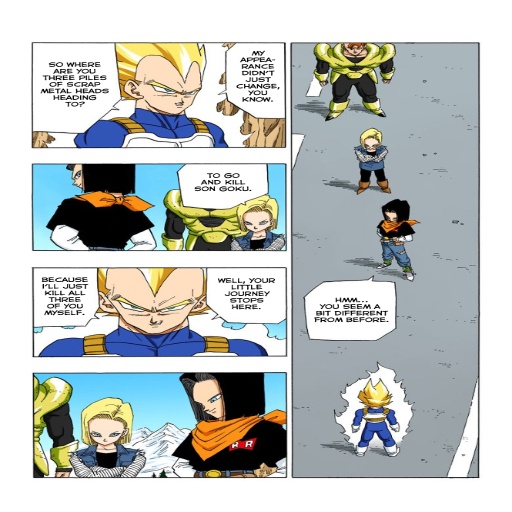 HMM...
YOU SEEM A
BIT DIFFERENT
FROM BEFORE.
MY
APPEA-
RANCE
DIDN'T
JUST
CHANGE,
YOU
KNOW.
SO WHERE
ARE YOU
THREE PILES
OF SCRAP
METAL HEADS
HEADING
TO?
TO GO
AND KILL
SON GOKU.
WELL, YOUR
LITTLE
JOURNEY
STOPS
HERE.
BECAUSE
I'LL JUST
KILL ALL
THREE
OF YOU
MYSELF.